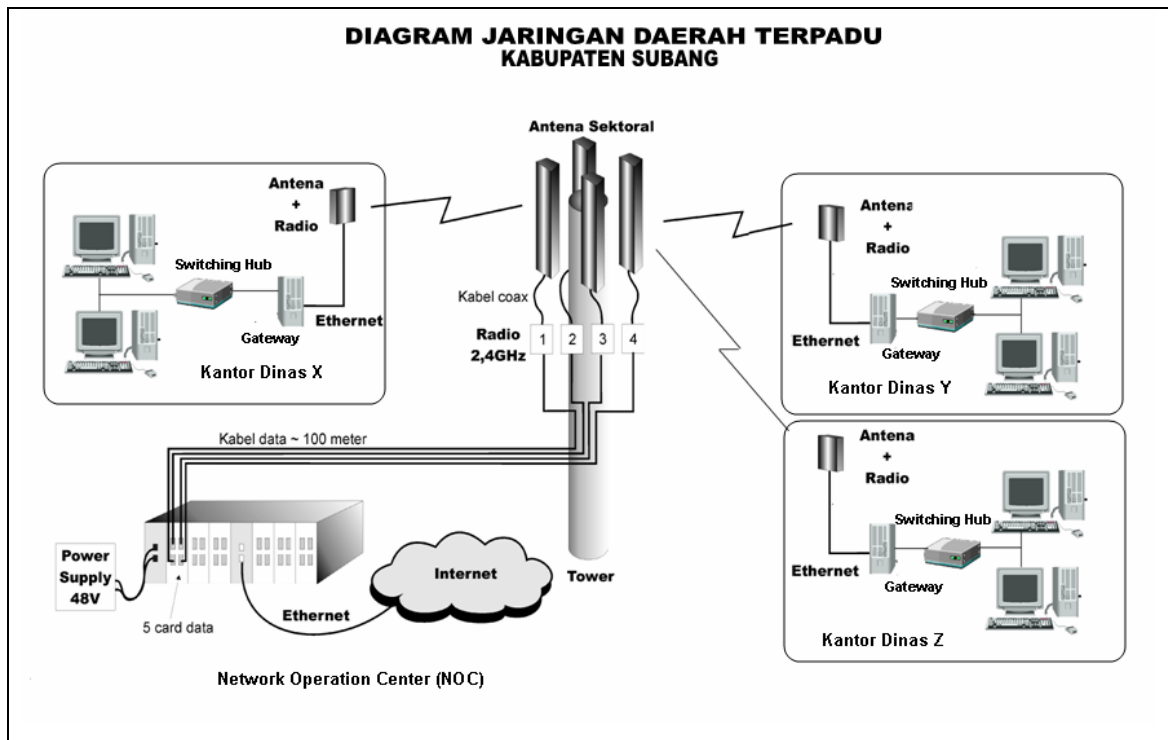 DIAGRAM JARINGAN DAERAH TERPADU
KABUPATEN SUBANG
Antena Sektoral
Antena
+
Radio
Switching Hub
Ethernet
Gateway
Kantor Dinas X
Kabel coax
Radio
2,4GHz
1
2
3
4
Antena
+
Radio
Switching Hub
Ethernet
Gateway
Kantor Dinas Y
Antena
+
Radio
Switching Hub
Ethernet
Gateway
Kantor Dinas Z
Kabel data ~ 100 meter
Power
Supply
48V
5 card data
Ethernet
Internet
Tower
Network Operation Center (NOC)